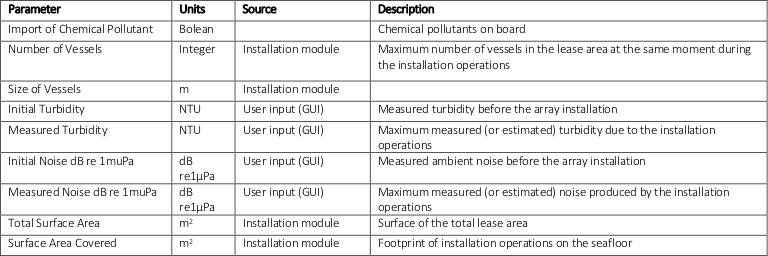 Parameter Units Source Description
Import of Chemical Pollutant Bolean Chemical pollutants on board
Number of Vessels Integer Installation module Maximum number of vessels in the lease area at the same moment during
the installation operations
Size of Vessels m Installation module
Initial Turbidity NTU User input (GUI) Measured turbidity before the array installation
Measured Turbidity NTU User input (GUI) Maximum measured (or estimated) turbidity due to the installation
operations
Initial Noise dB re 1muPa dB User input (GUI) Measured ambient noise before the array installation
re1µPa
Measured Noise dB re 1muPa dB User input (GUI) Maximum measured (or estimated) noise produced by the installation
re1µPa operations
Total Surface Area m² Installation module Surface of the total lease area
Surface Area Covered m² Installation module Footprint of installation operations on the seafloor